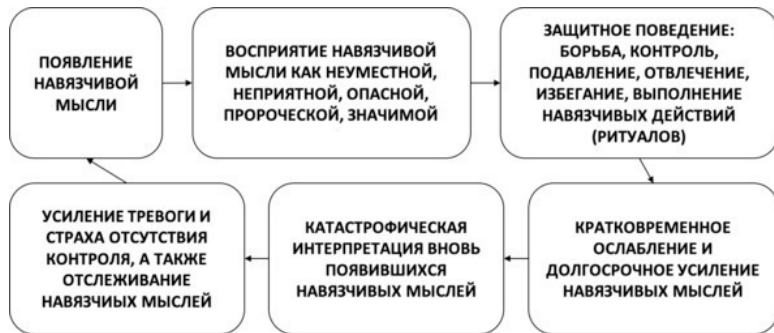 ПОЯВЛЕНИЕ
НАВЯЗЧИВОЙ
МЫСЛИ
ВОСПРИЯТИЕ НАВЯЗЧИВОЙ
МЫСЛИ КАК НЕУМЕСТНОЙ,
НЕПРИЯТНОЙ, ОПАСНОЙ,
ПРОРОЧЕСКОЙ, ЗНАЧИМОЙ
ЗАЩИТНОЕ ПОВЕДЕНИЕ:
БОРЬБА, КОНТРОЛЬ,
ПОДАВЛЕНИЕ, ОТВЛЕЧЕНИЕ,
ИЗБЕГАНИЕ, ВЫПОЛНЕНИЕ
НАВЯЗЧИВЫХ ДЕЙСТВИЙ
(РИТУАЛОВ)
КРАТКОВРЕМЕННОЕ
ОСЛАБЛЕНИЕ И
ДОЛГОСРОЧНОЕ УСИЛЕНИЕ
НАВЯЗЧИВЫХ МЫСЛЕЙ
КАТАСТРОФИЧЕСКАЯ
ИНТЕРПРЕТАЦИЯ ВНОВЬ
ПОЯВИВШИХСЯ
НАВЯЗЧИВЫХ МЫСЛЕЙ
УСИЛЕНИЕ ТРЕВОГИ И
СТРАХА ОТСУТСТВИЯ
КОНТРОЛЯ, А ТАКЖЕ
ОТСЛЕЖИВАНИЕ
НАВЯЗЧИЫХ МЫСЛЕЙ